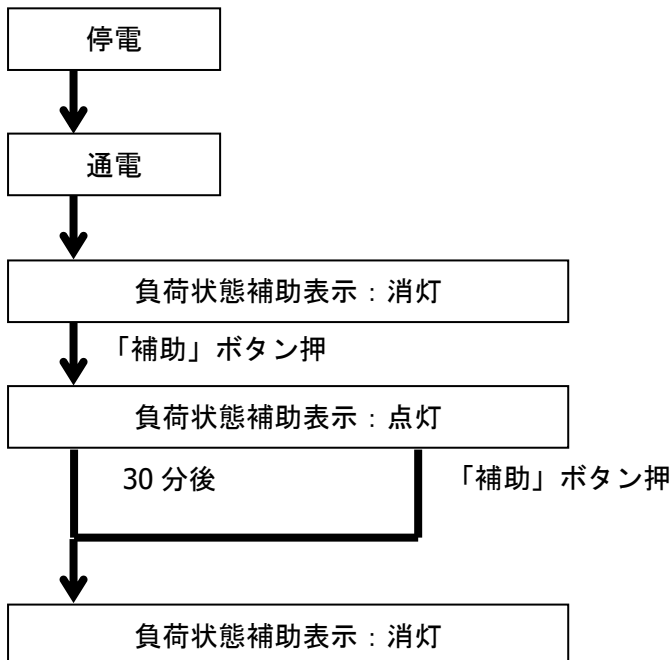 停電
通電
負荷状態補助表示：消灯
「補助」ボタン押
負荷状態補助表示：点灯
30 分後
「補助」ボタン押
負荷状態補助表示：消灯